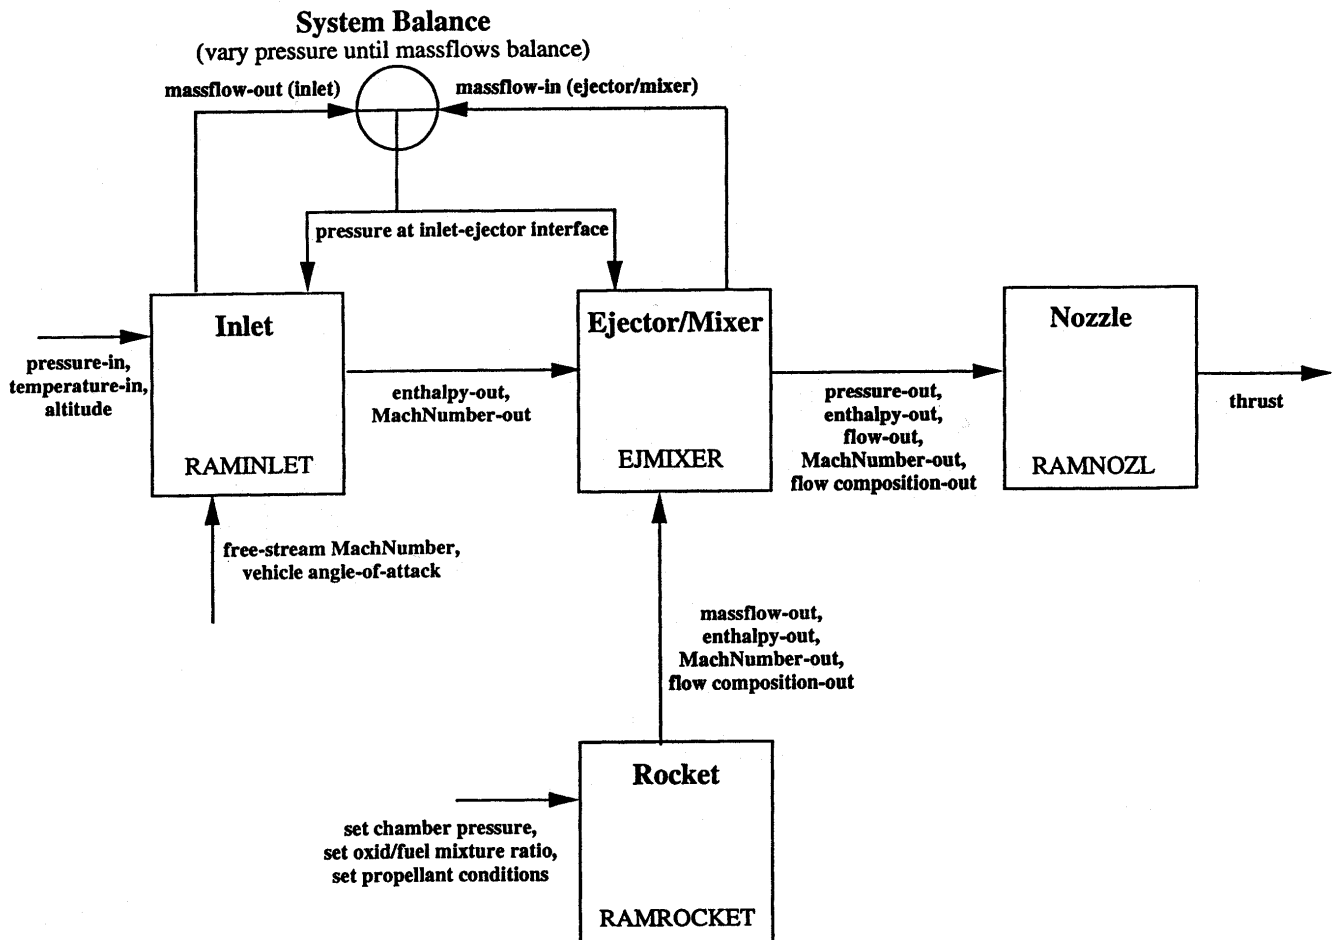 System Balance
(vary pressure until massflows balance)
massflow-out (inlet)
massflow-in (ejector/mixer)
pressure at inlet-ejector interface
Inlet
RAMINLET
pressure-in,
temperature-in,
altitude
free-stream MachNumber,
vehicle angle-of-attack
enthalpy-out,
MachNumber-out
Ejector/Mixer
EJMIXER
pressure-out,
enthalpy-out,
flow-out,
MachNumber-out,
flow composition-out
Nozzle
RAMNOZL
thrust
massflow-out,
enthalpy-out,
MachNumber-out,
flow composition-out
Rocket
RAMROCKET
set chamber pressure,
set oxid/fuel mixture ratio,
set propellant conditions